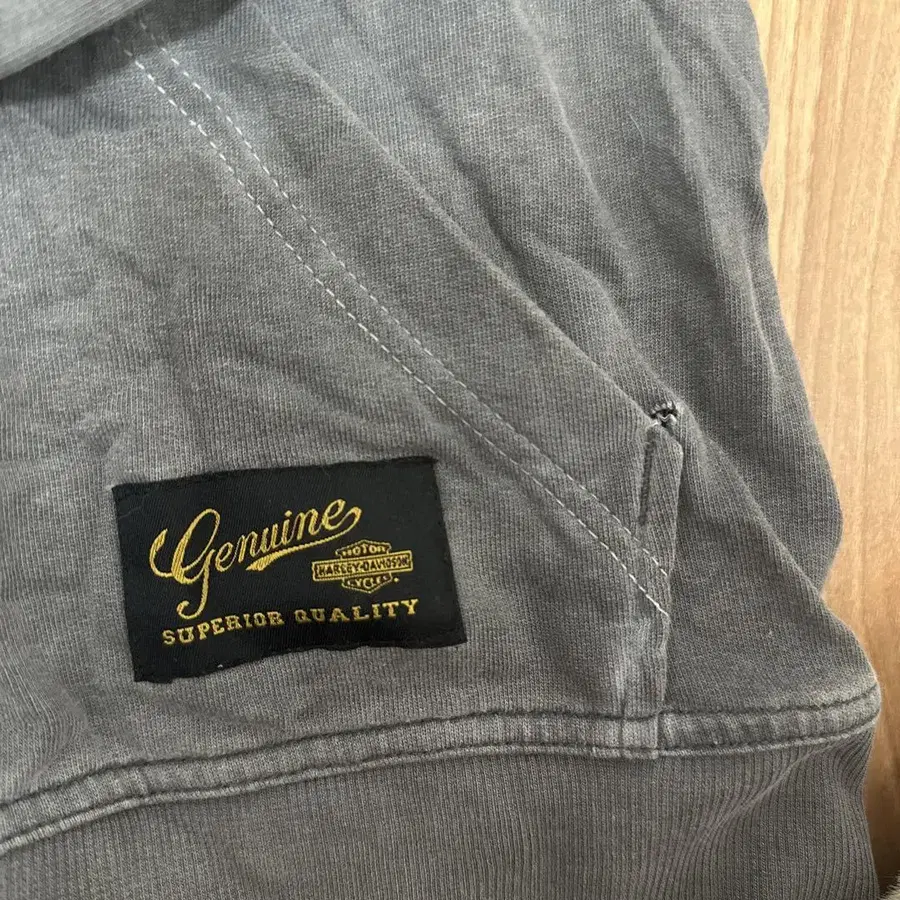 Genuine
MOTOR
HARLEY-DAVIDSON
CYCLES
SUPERIOR QUALITY